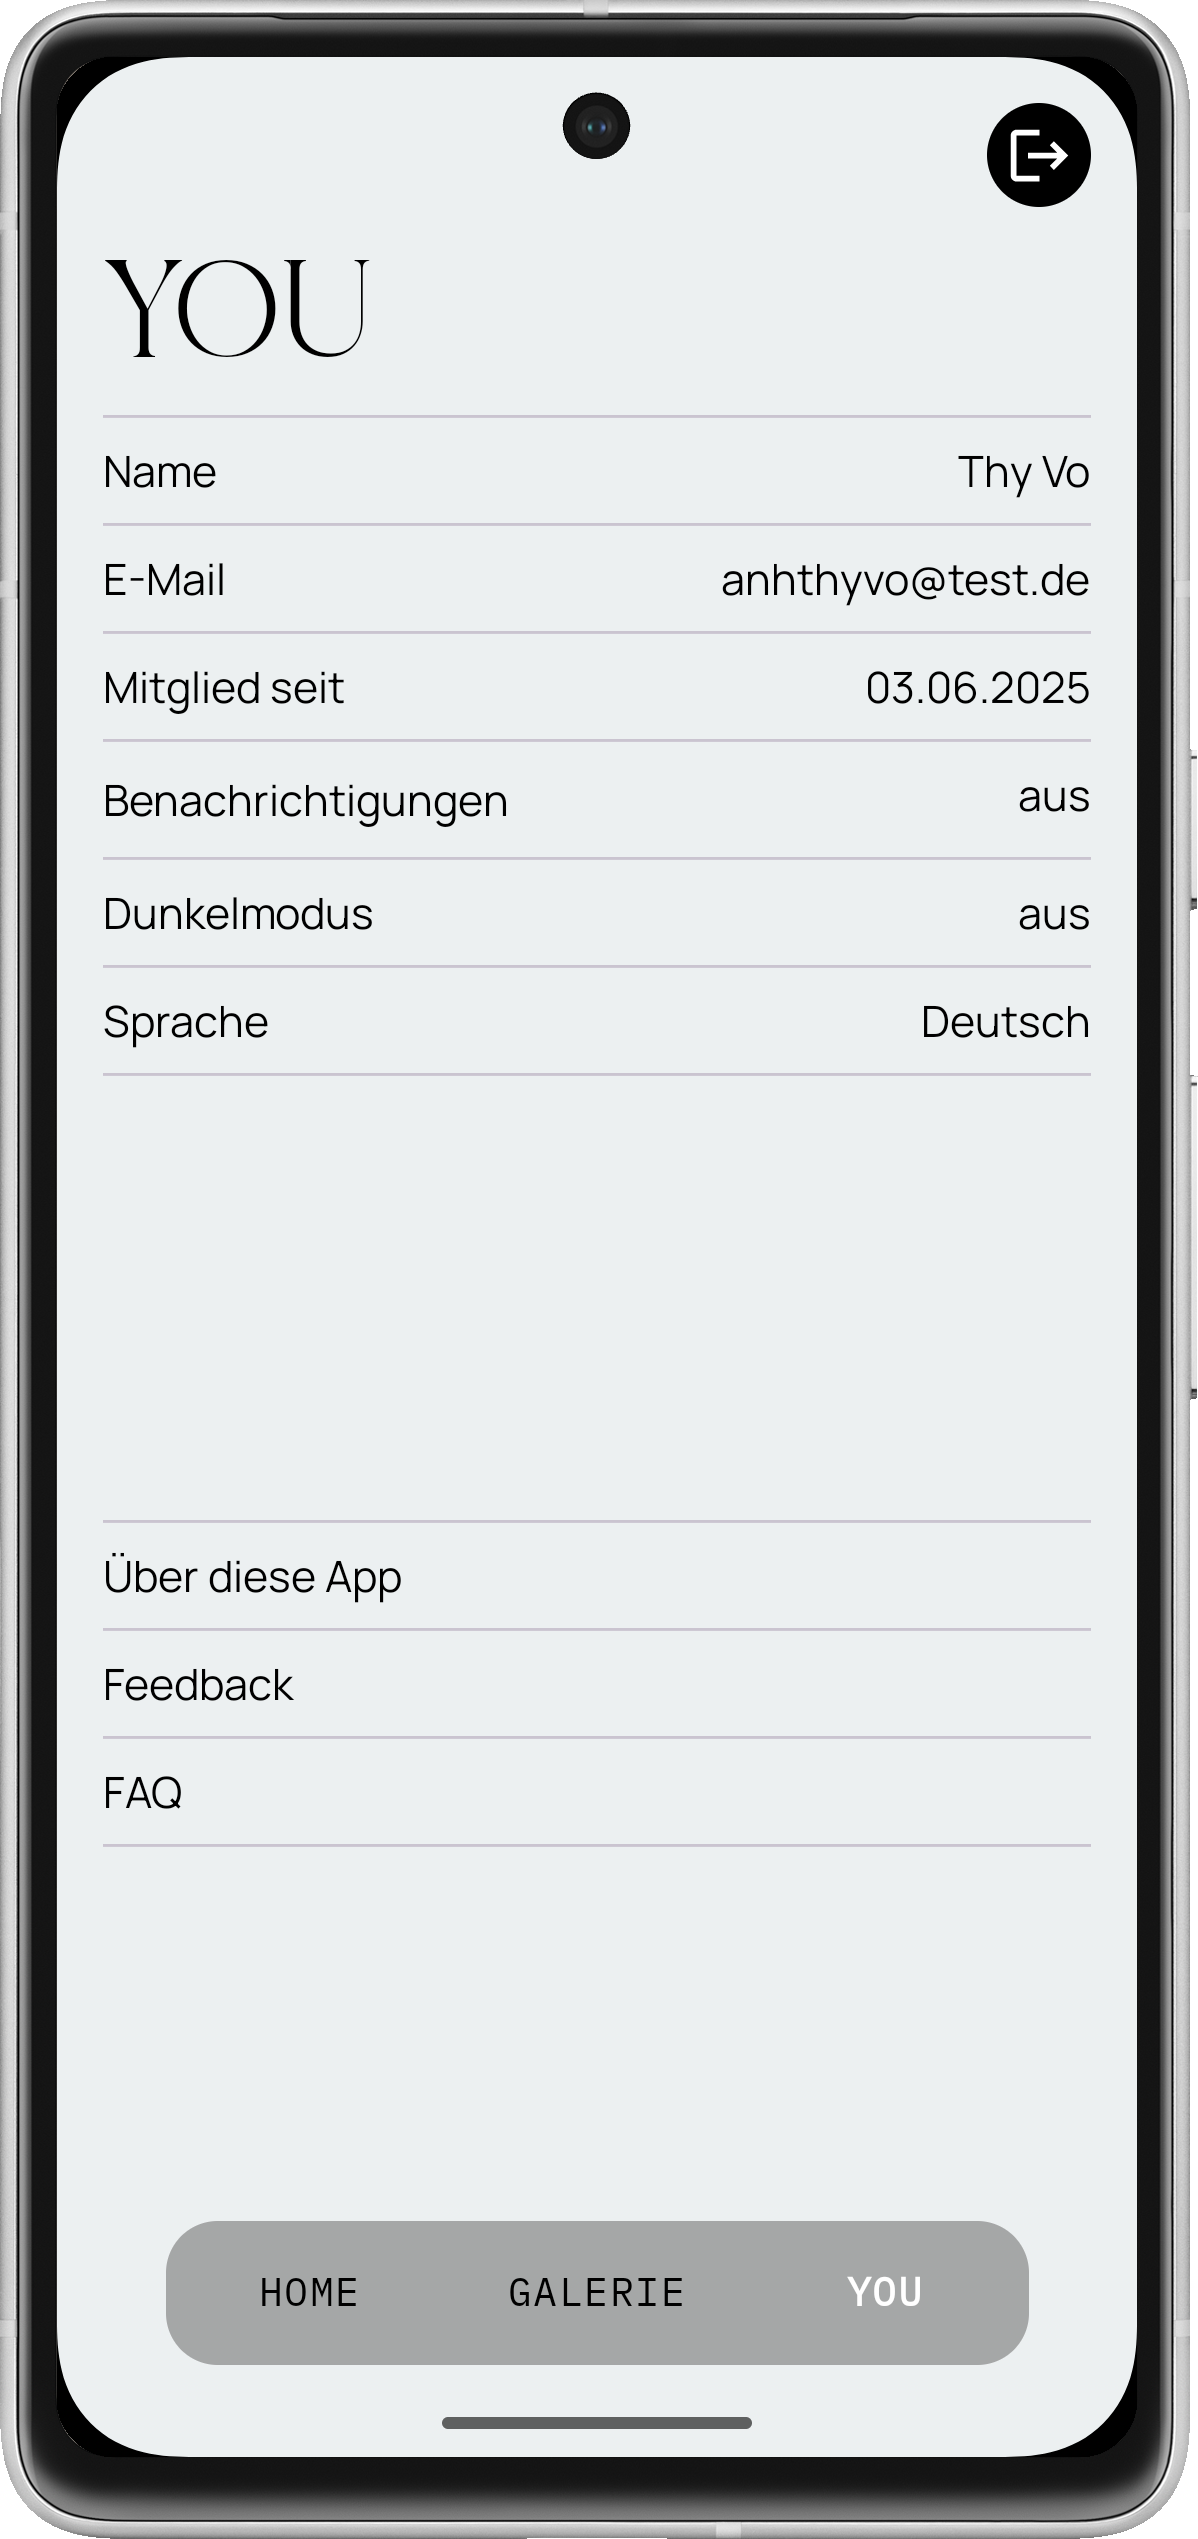 YOU
Name Thy Vo
E-Mail anhthyvo@test.de
Mitglied seit 03.06.2025
Benachrichtigungen aus
Dunkelmodus aus
Sprache Deutsch
Über diese App
Feedback
FAQ
HOME GALERIE YOU